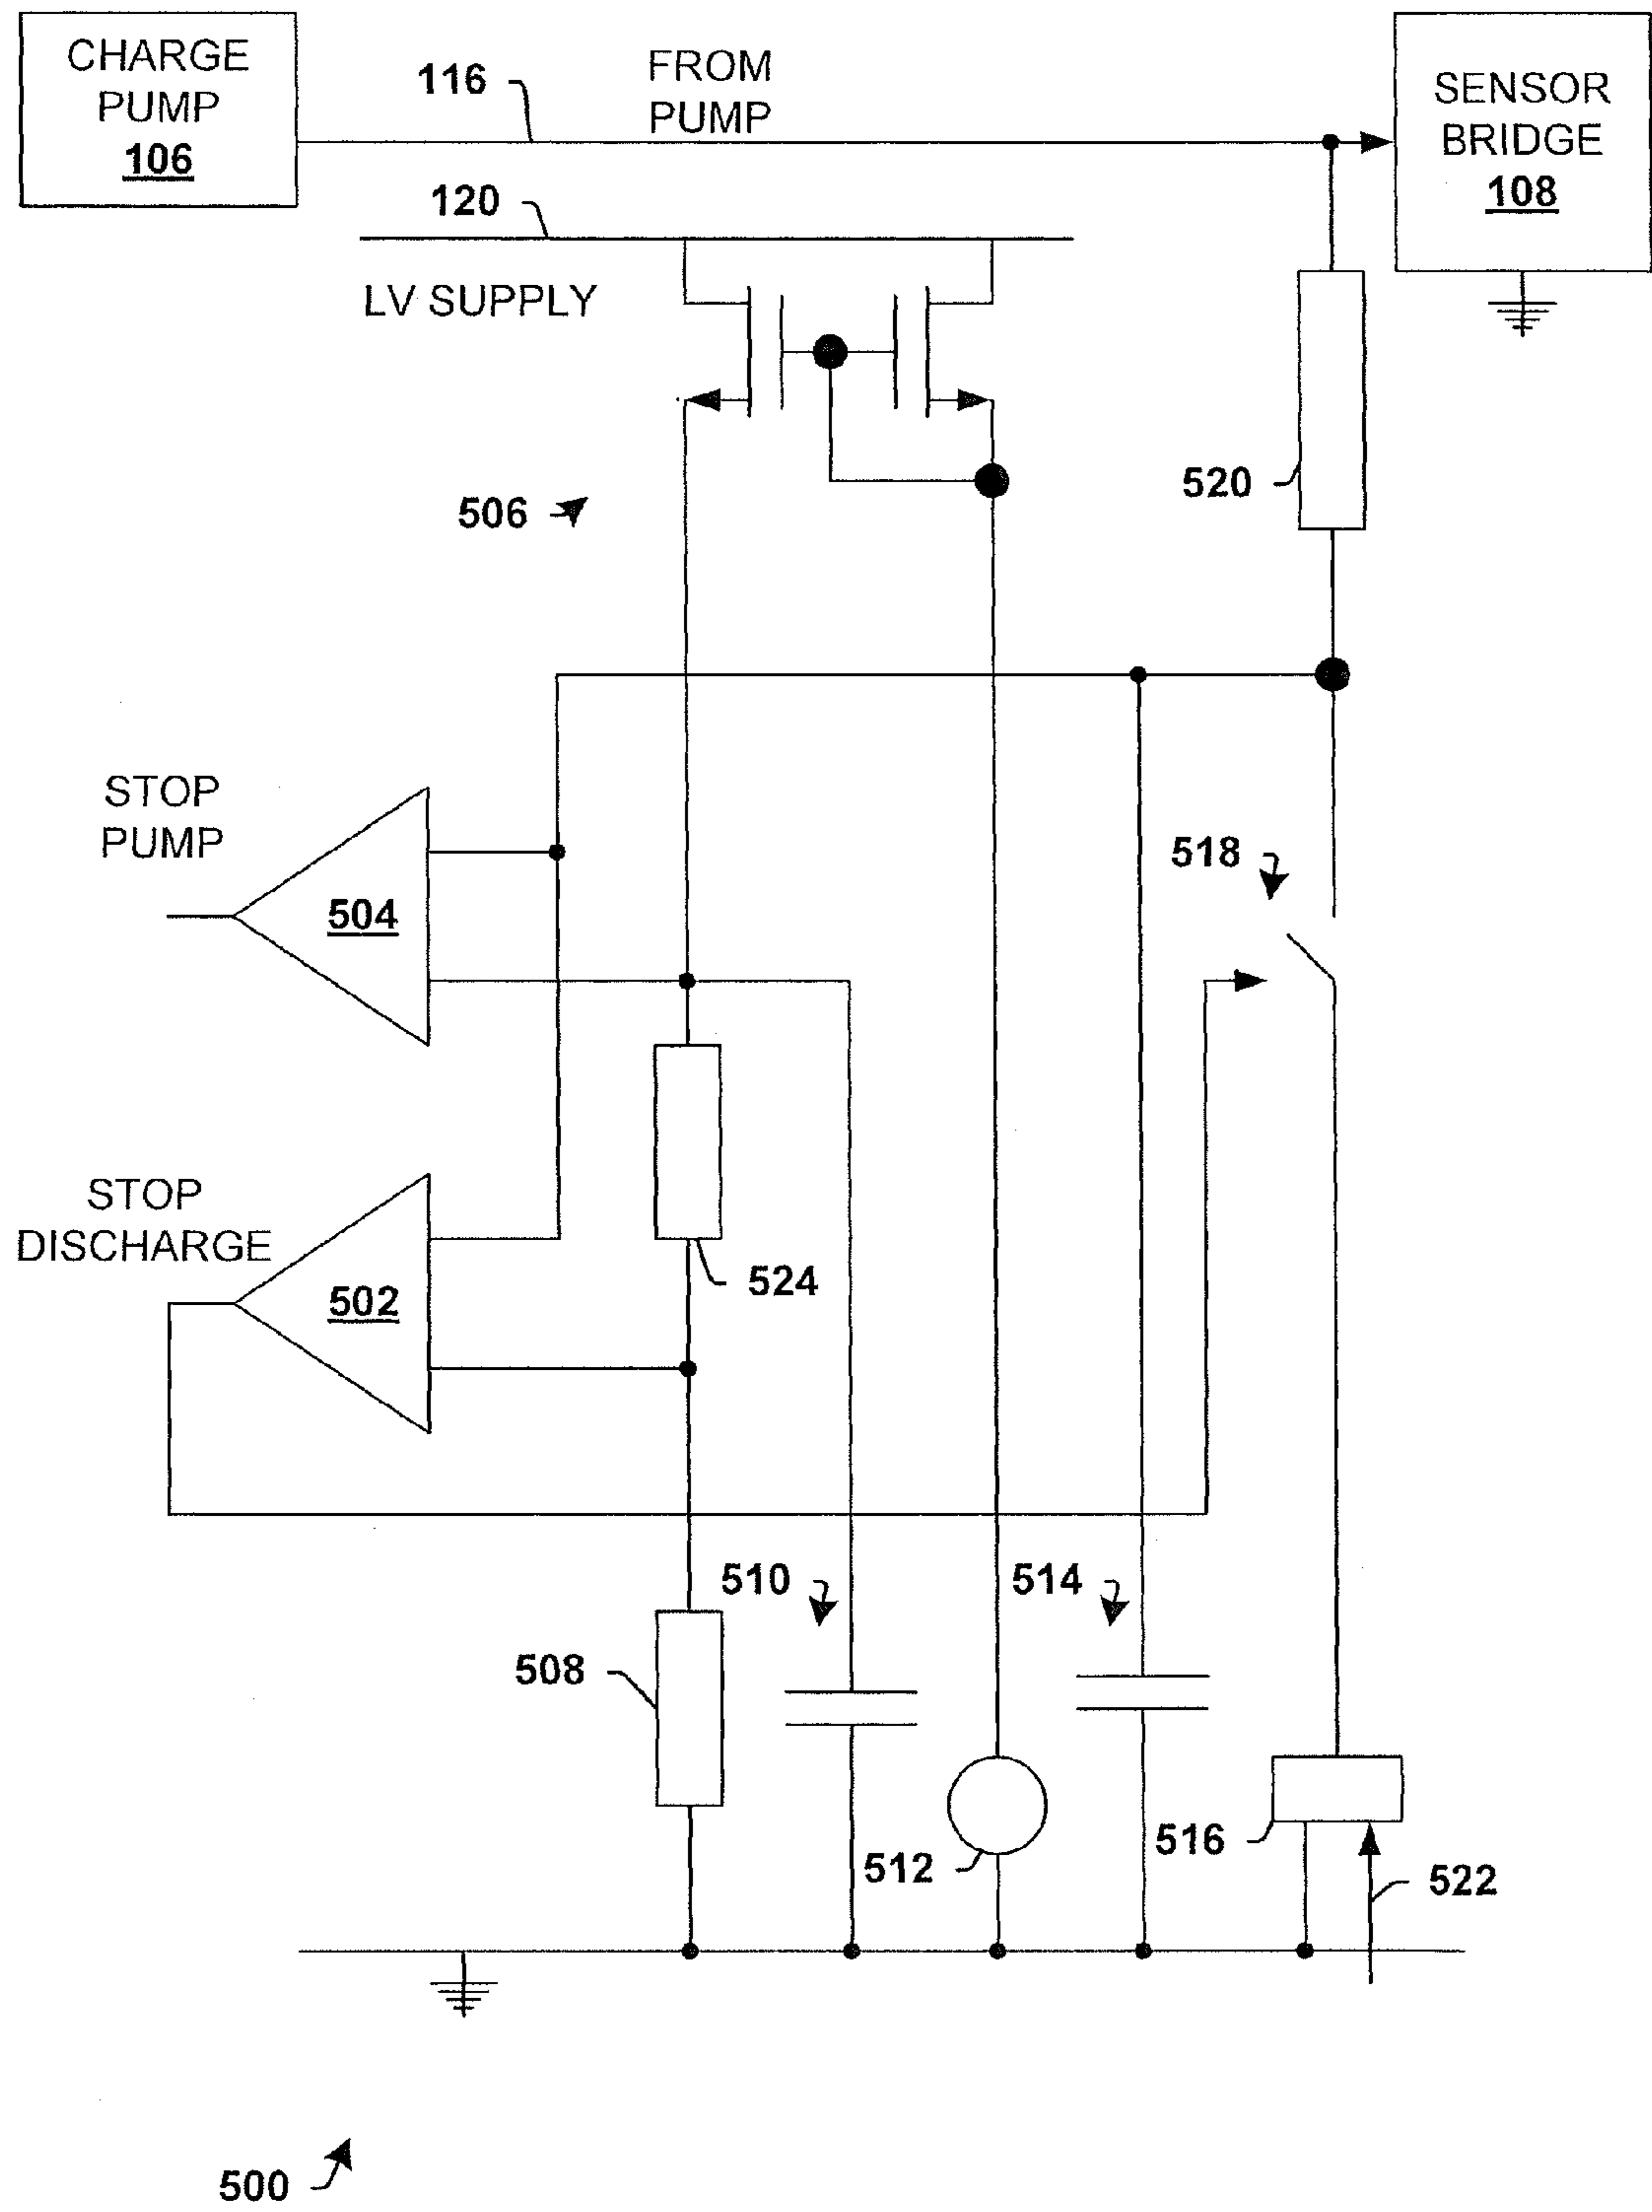 CHARGE
PUMP
106
116
FROM
PUMP
SENSOR
BRIDGE
108
120
LV SUPPLY
506
520
STOP
PUMP
504
518
STOP
DISCHARGE
502
524
510
514
508
512
516
522
500